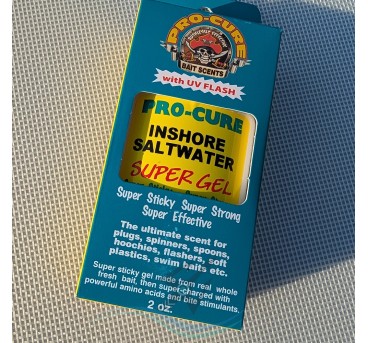 PRO-CURE
BAIT SCENTS
with UV FLASH
PRO-CURE
INSHORE
SALTWATER
SUPER GEL
Super Sticky Super Strong
Super Effective
The ultimate scent for
plugs, spinners, spoons,
hoochies, flashers, soft
plastics, swim baits etc.
Super sticky gel made from real whole
fresh bait, then super-charged with
powerful amino acids and bite stimulants.
2 oz.